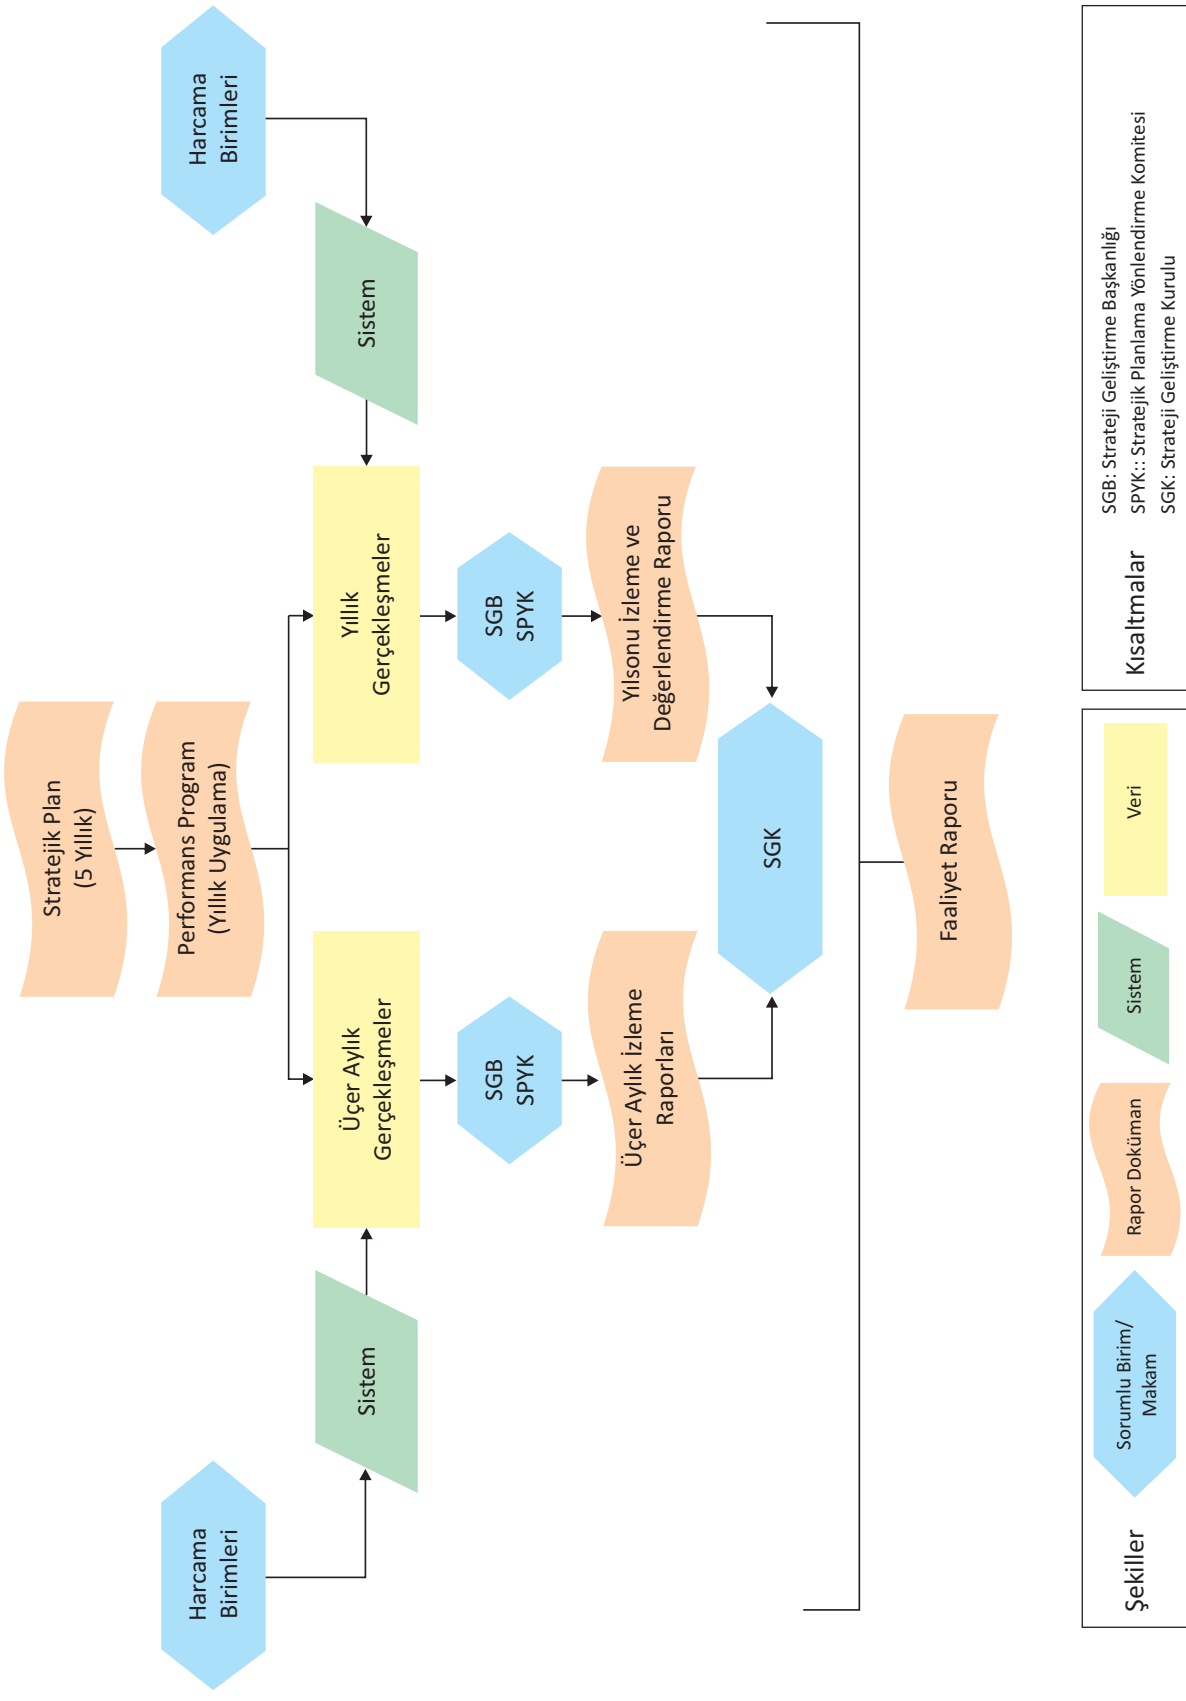 Stratejik Plan
(5 Yıllık)
Performans Program
(Yıllık Uygulama)
Harcama
Birimleri
Harcama
Birimleri
Sistem
Üçer Aylık
Gerçekleşmeler
Yıllık
Gerçekleşmeler
Sistem
SGB
SPYK
SGB
SPYK
Üçer Aylık İzleme
Raporları
Yılsonu İzleme ve
Değerlendirme Raporu
SGK
Faaliyet Raporu
Şekiller
Sorumlu Birim/
Makam
Rapor Doküman
Sistem
Veri
Kısaltmalar
SGB: Strateji Geliştirme Başkanlığı
SPYK:: Stratejik Planlama Yönlendirme Komitesi
SGK: Strateji Geliştirme Kurulu